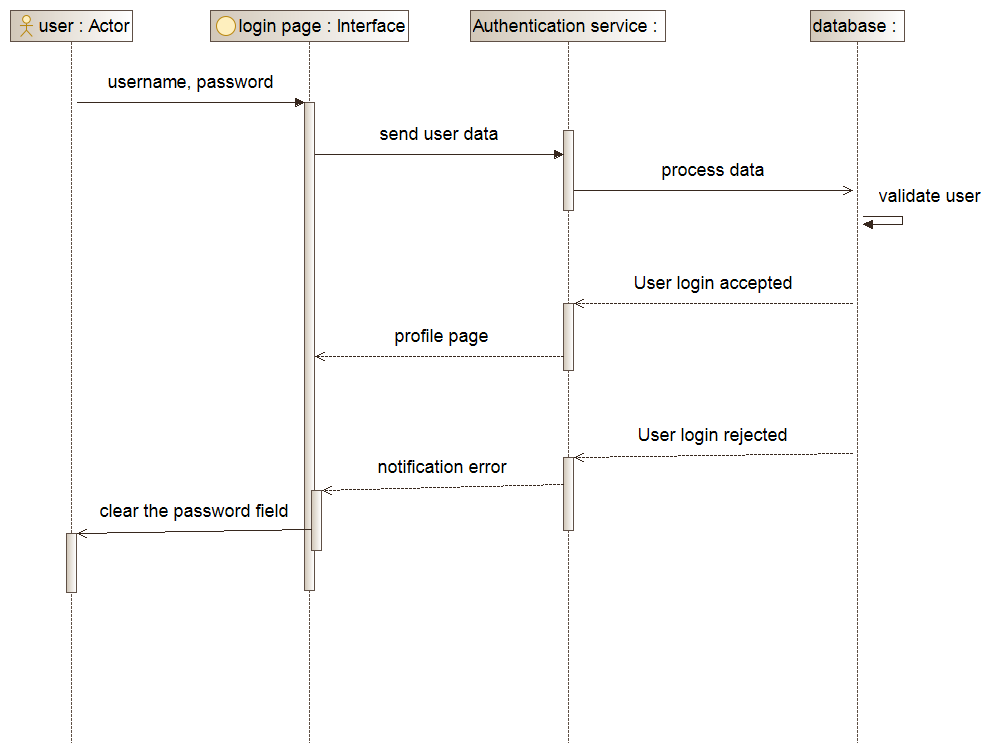 user : Actor
login page : Interface
Authentication service :
database :
username, password
send user data
process data
validate user
User login accepted
profile page
User login rejected
notification error
clear the password field